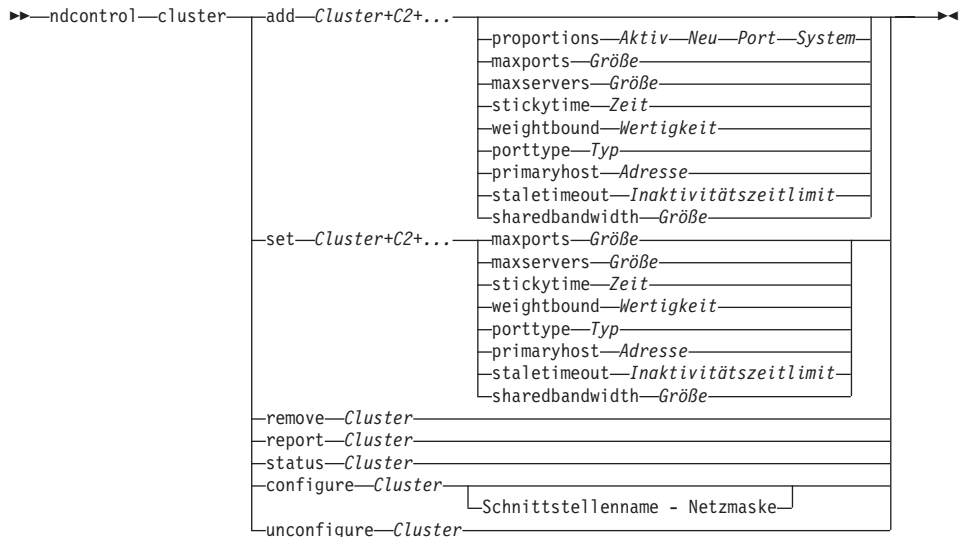 ndcontrol cluster add Cluster+C2+...
proportions Aktiv Neu Port System
maxports Größe
maxservers Größe
stickytime Zeit
weightbound Wertigkeit
porttype Typ
primaryhost Adresse
staletimeout Inaktivitätszeitlimit
sharedbandwidth Größe
set Cluster+C2+... maxports Größe
maxservers Größe
stickytime Zeit
weightbound Wertigkeit
porttype Typ
primaryhost Adresse
staletimeout Inaktivitätszeitlimit
sharedbandwidth Größe
remove Cluster
report Cluster
status Cluster
configure Cluster
Schnittstellenname - Netzmaske
unconfigure Cluster